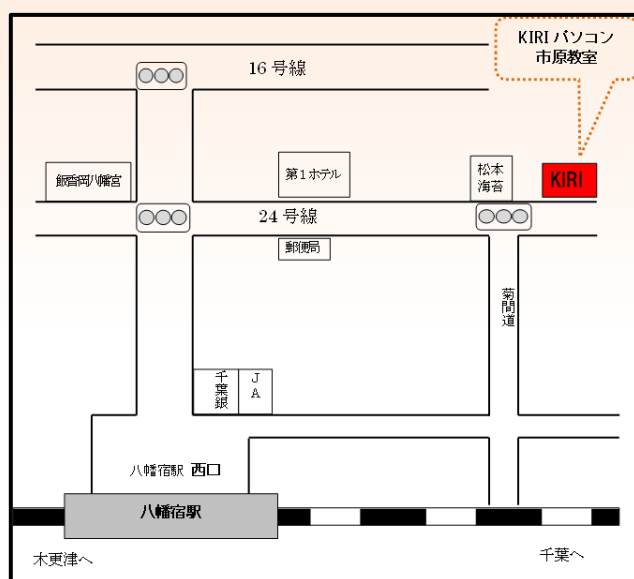 KIRI パソコン
市原教室
16 号線
飯香岡八幡宮
第1ホテル
松本
海苔
KIRI
24 号線
郵便局
菊間道
千葉銀
JA
八幡宿駅 西口
八幡宿駅
木更津へ
千葉へ